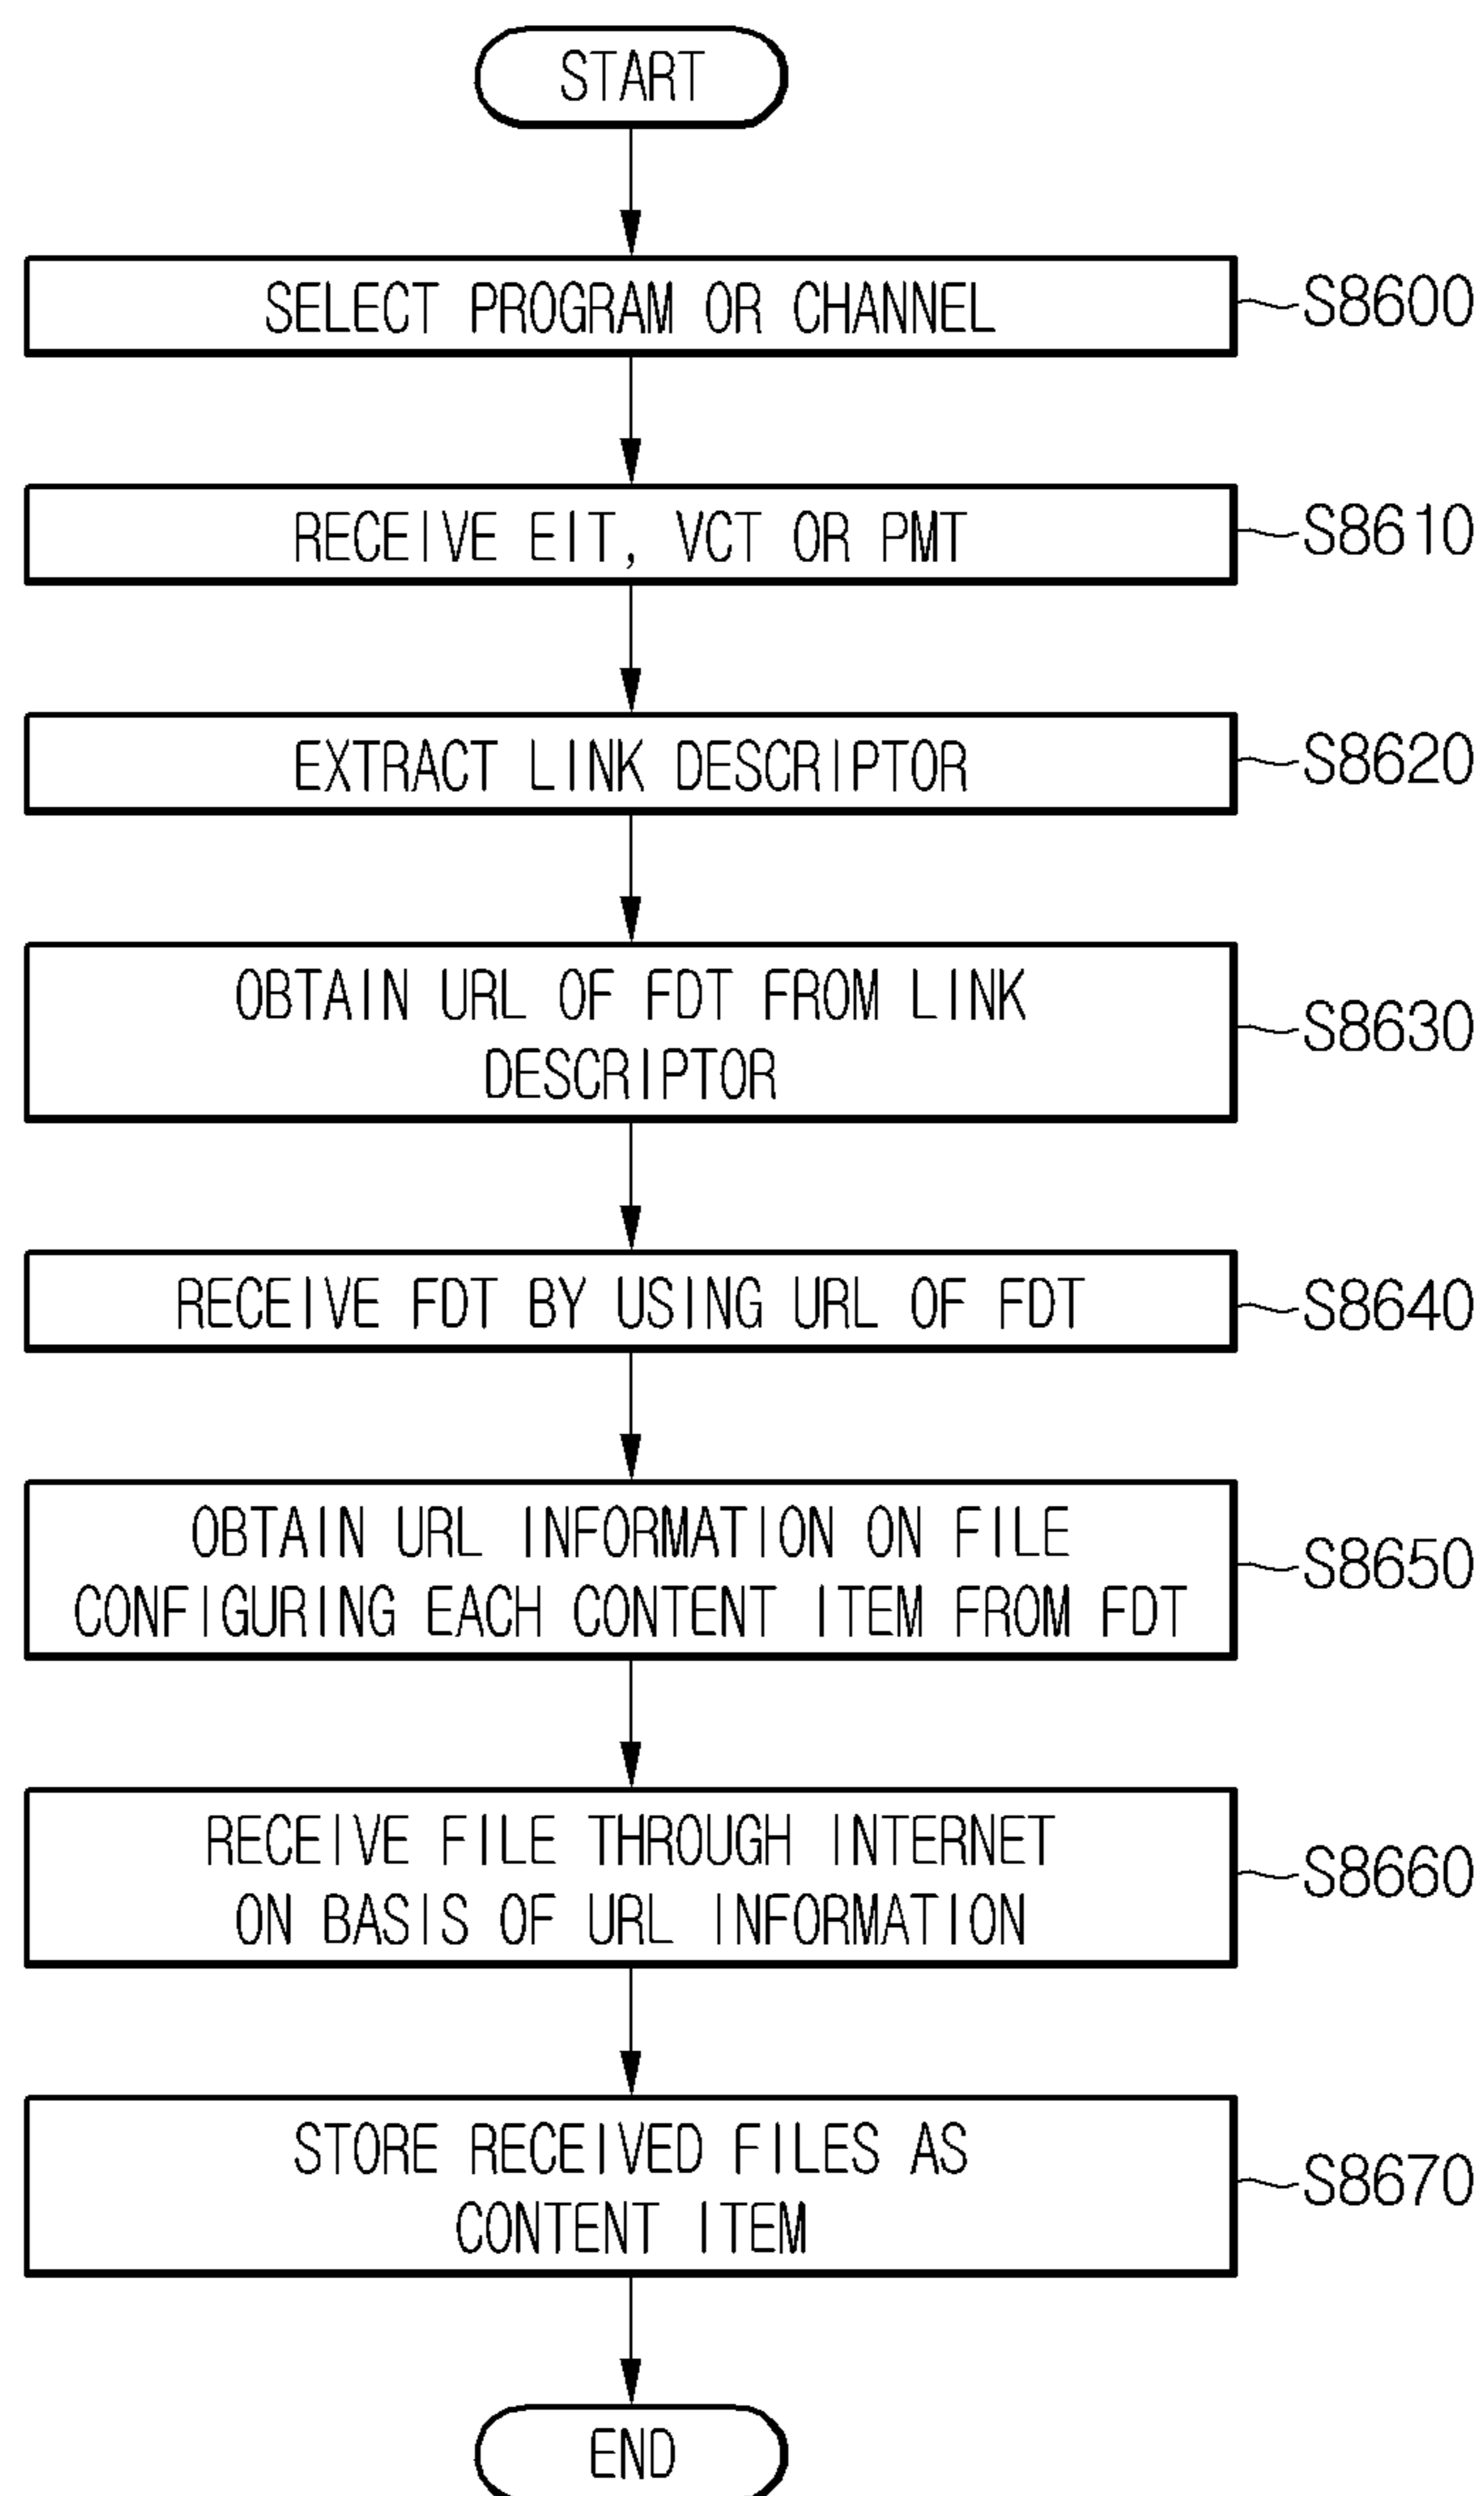 START
SELECT PROGRAM OR CHANNEL
S8600
RECEIVE EIT, VCT OR PMT
S8610
EXTRACT LINK DESCRIPTOR
S8620
OBTAIN URL OF FDT FROM LINK
DESCRIPTOR
S8630
RECEIVE FDT BY USING URL OF FDT
S8640
OBTAIN URL INFORMATION ON FILE
CONFIGURING EACH CONTENT ITEM FROM FDT
S8650
RECEIVE FILE THROUGH INTERNET
ON BASIS OF URL INFORMATION
S8660
STORE RECEIVED FILES AS
CONTENT ITEM
S8670
END